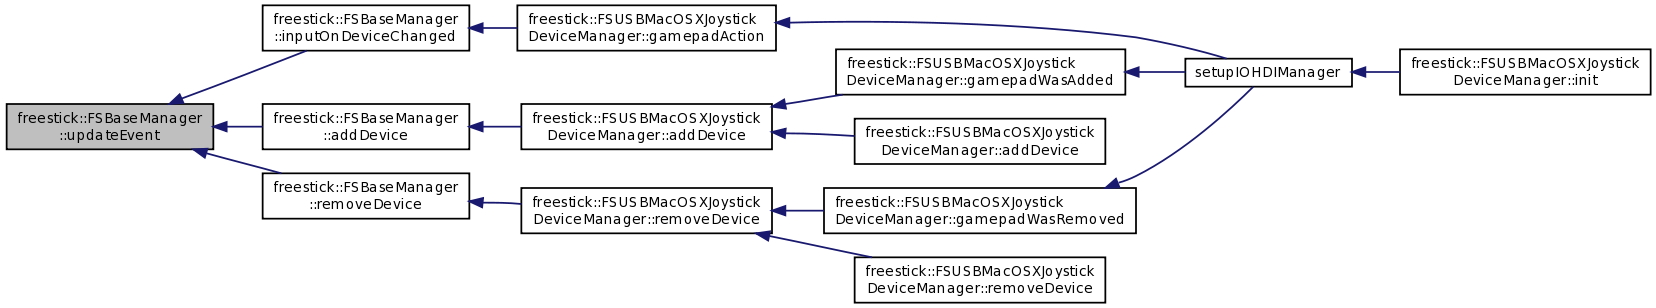 freestick::FSBaseManager
::updateEvent
freestick::FSBaseManager
::inputOnDeviceChanged
freestick::FSBaseManager
::addDevice
freestick::FSBaseManager
::removeDevice
freestick::FSUSBMacOSXJoystick
DeviceManager::gamepadAction
freestick::FSUSBMacOSXJoystick
DeviceManager::addDevice
freestick::FSUSBMacOSXJoystick
DeviceManager::removeDevice
freestick::FSUSBMacOSXJoystick
DeviceManager::gamepadWasAdded
freestick::FSUSBMacOSXJoystick
DeviceManager::addDevice
freestick::FSUSBMacOSXJoystick
DeviceManager::gamepadWasRemoved
freestick::FSUSBMacOSXJoystick
DeviceManager::removeDevice
setupIOHDIManager
freestick::FSUSBMacOSXJoystick
DeviceManager::init